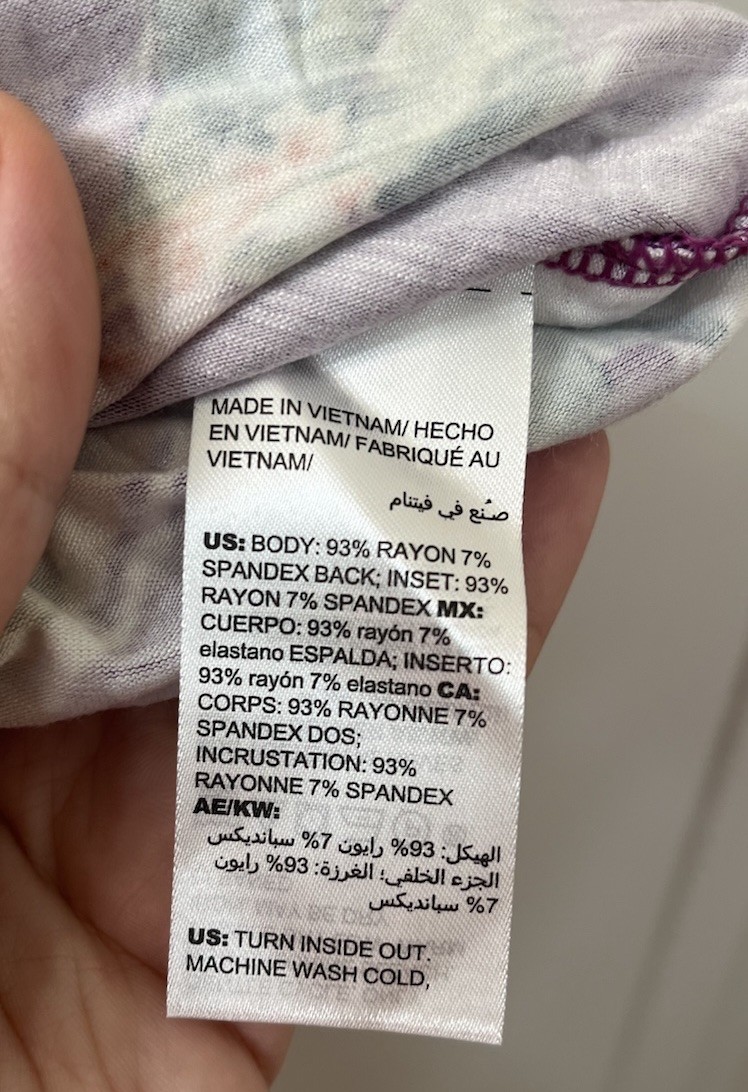 MADE IN VIETNAM/ HECHO
EN VIETNAM/ FABRIQUÉ AU
VIETNAM/
صُنع في فيتنام
US: BODY: 93% RAYON 7%
SPANDEX BACK; INSET: 93%
RAYON 7% SPANDEX MX:
CUERPO: 93% rayón 7%
elastano ESPALDA; INSERTO:
93% rayón 7% elastano CA:
CORPS: 93% RAYONNE 7%
SPANDEX DOS;
INCRUSTATION: 93%
RAYONNE 7% SPANDEX
AE/KW:
الهيكل: 93% رايون 7% سبانديكس
الجزء الخلفي؛ الغرزة: 93% رايون
7% سبانديكس
US: TURN INSIDE OUT.
MACHINE WASH COLD,